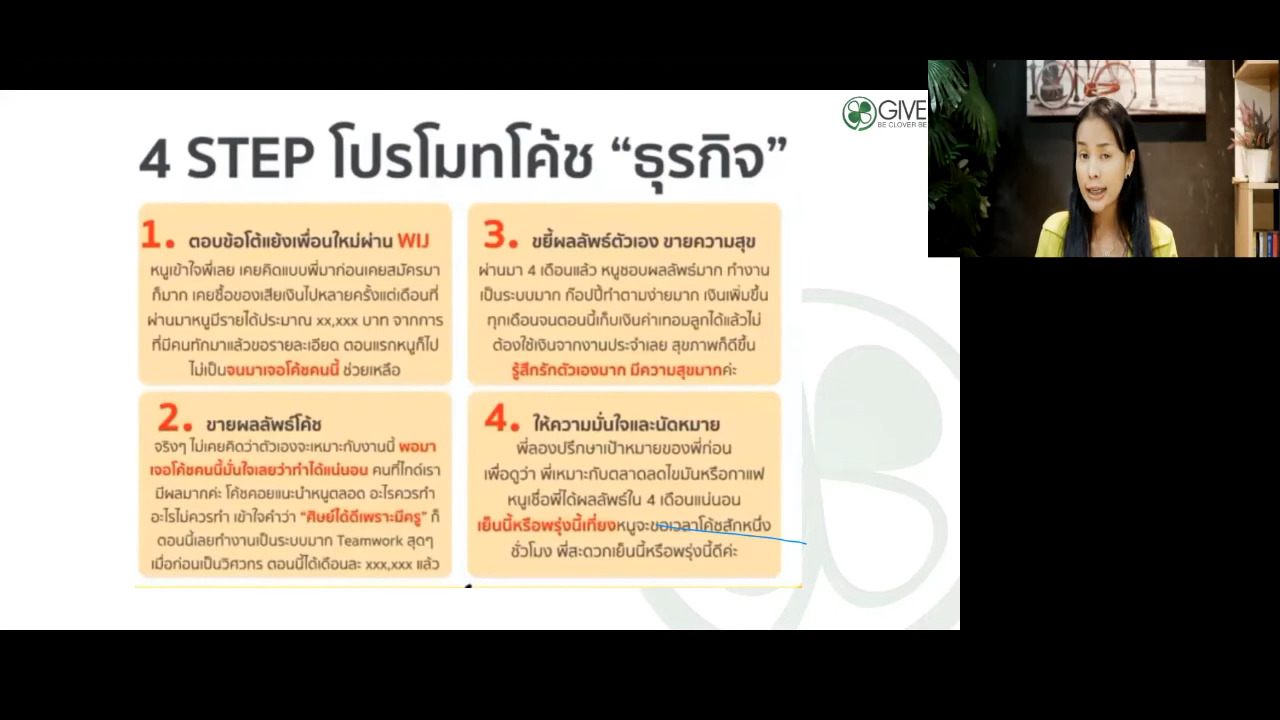 GIVE
BE CLOVER BE
4 STEP โปรโมทโค้ช “ธุรกิจ”
1. ตอบข้อโต้แย้งเพื่อนใหม่ผ่าน WIJ
หนูเข้าใจพี่เลย เคยคิดแบบพี่มาก่อนเคยสมัครมา
ก็มาก เคยซื้อของเสียเงินไปหลายครั้งแต่เดือนที่
ผ่านมาหนูมีรายได้ประมาณ xx,xxx บาท จากการ
ที่มีคนทักมาแล้วขอรายละเอียด ตอนแรกหนูก็ไป
ไม่เป็นจนมาเจอโค้ชคนนี้ ช่วยเหลือ
2. ขายผลลัพธ์โค้ช
จริงๆ ไม่เคยคิดว่าตัวเองจะเหมาะกับงานนี้ พอมา
เจอโค้ชคนนี้มั่นใจเลยว่าทำได้แน่นอน คนที่ไกด์เรา
มีผลมากค่ะ โค้ชคอยแนะนำหนูตลอด อะไรควรทำ
อะไรไม่ควรทำ เข้าใจคำว่า “ศิษย์ได้ดีเพราะมีครู” ก็
ตอนนี้เลยทำงานเป็นระบบมาก Teamwork สุดๆ
เมื่อก่อนเป็นวิศวกร ตอนนี้ได้เดือนละ xxx,xxx แล้ว
3. ขยี้ผลลัพธ์ตัวเอง ขายความสุข
ผ่านมา 4 เดือนแล้ว หนูชอบผลลัพธ์มาก ทำงาน
เป็นระบบมาก ก๊อปปี้ทำตามง่ายมาก เงินเพิ่มขึ้น
ทุกเดือนจนตอนนี้เก็บเงินค่าเทอมลูกได้แล้วไม่
ต้องใช้เงินจากงานประจำเลย สุขภาพก็ดีขึ้น
รู้สึกรักตัวเองมาก มีความสุขมากค่ะ
4. ให้ความมั่นใจและนัดหมาย
พี่ลองปรึกษาเป้าหมายของพี่ก่อน
เพื่อดูว่า พี่เหมาะกับตลาดลดไขมันหรือกาแฟ
หนูเชื่อพี่ได้ผลลัพธ์ใน 4 เดือนแน่นอน
เย็นนี้หรือพรุ่งนี้เที่ยงหนูจะขอเวลาโค้ชสักหนึ่ง
ชั่วโมง พี่สะดวกเย็นนี้หรือพรุ่งนี้ดีค่ะ